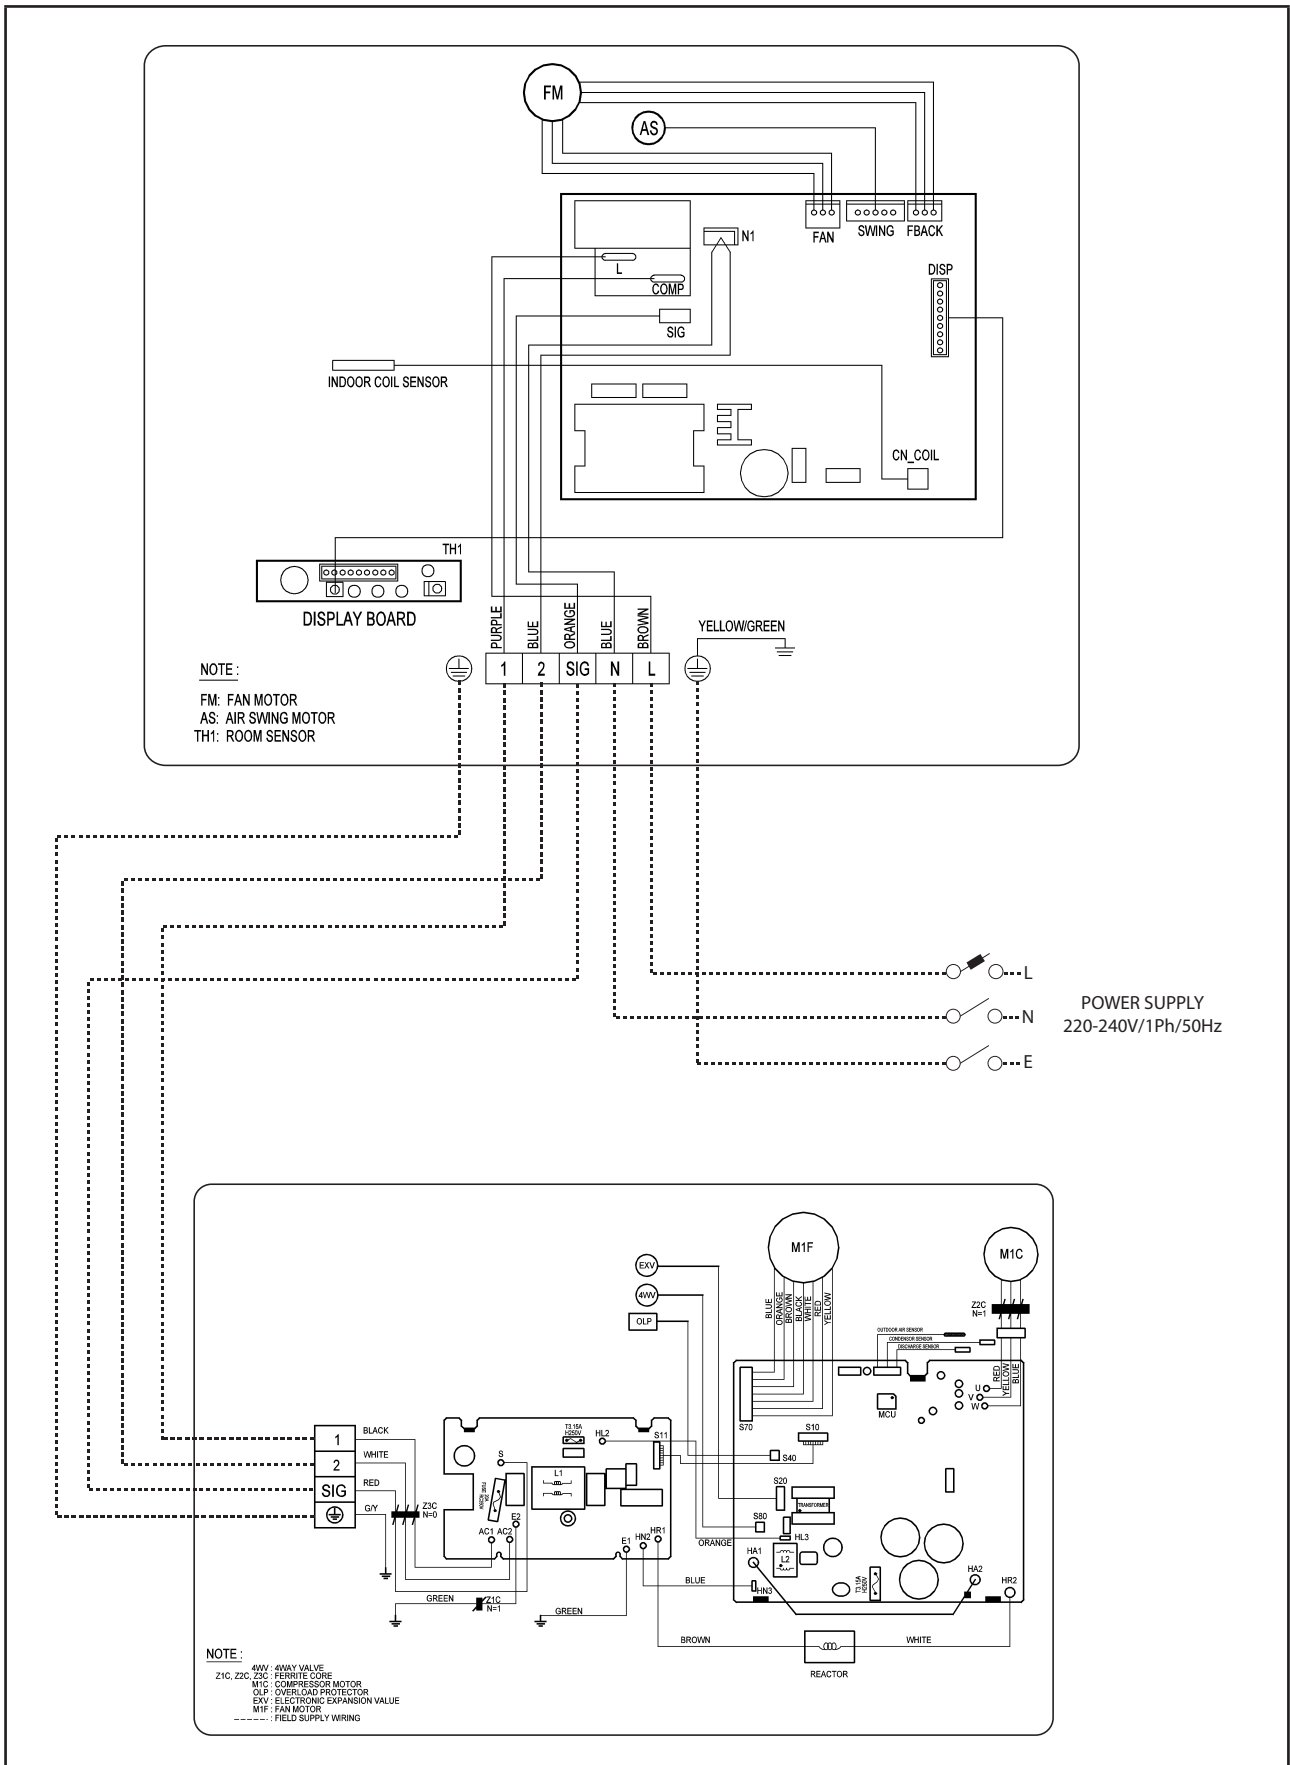 FM
AS
FAN
SWING
FBACK
N1
L
COMP
DISP
SIG
INDOOR COIL SENSOR
CN_COIL
TH1
DISPLAY BOARD
PURPLE
BLUE
ORANGE
BLUE
BROWN
YELLOW/GREEN
1 2 SIG N L
NOTE :
FM: FAN MOTOR
AS: AIR SWING MOTOR
TH1: ROOM SENSOR
L
POWER SUPPLY
N
220-240V/1Ph/50Hz
E
M1F
M1C
EXV
4WV
OLP
BLUE
ORANGE
BROWN
BLACK
WHITE
RED
YELLOW
Z2C
N=1
OUTDOOR AIR SENSOR
CONDENSOR SENSOR
DISCHARGE SENSOR
RED
YELLOW
BLUE
U
V
W
MCU
S70
S10
S40
S20
TRANSFORMER
S80
HL3
ORANGE
HA1
L2
T3.15A
H250V
HA2
HR2
HN3
1
2
SIG
BLACK
WHITE
RED
G/Y
Z3C
N=0
T3.15A
H250V
HL2
S11
S
L1
E2
AC1
AC2
E1
HN2
HR1
BLUE
GREEN
Z1C
N=1
GREEN
BROWN
WHITE
REACTOR
NOTE :
4WV : 4WAY VALVE
Z1C, Z2C, Z3C : FERRITE CORE
M1C : COMPRESSOR MOTOR
OLP : OVERLOAD PROTECTOR
EXV : ELECTRONIC EXPANSION VALUE
M1F : FAN MOTOR
------ : FIELD SUPPLY WIRING